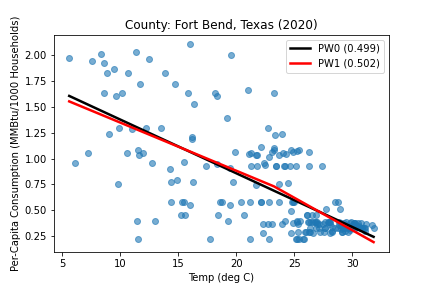 County: Fort Bend, Texas (2020)
Per-Capita Consumption (MMBtu/1000 Households)
2.00
1.75
1.50
1.25
1.00
0.75
0.50
0.25
PW0 (0.499)
PW1 (0.502)
5 10 15 20 25 30
Temp (deg C)